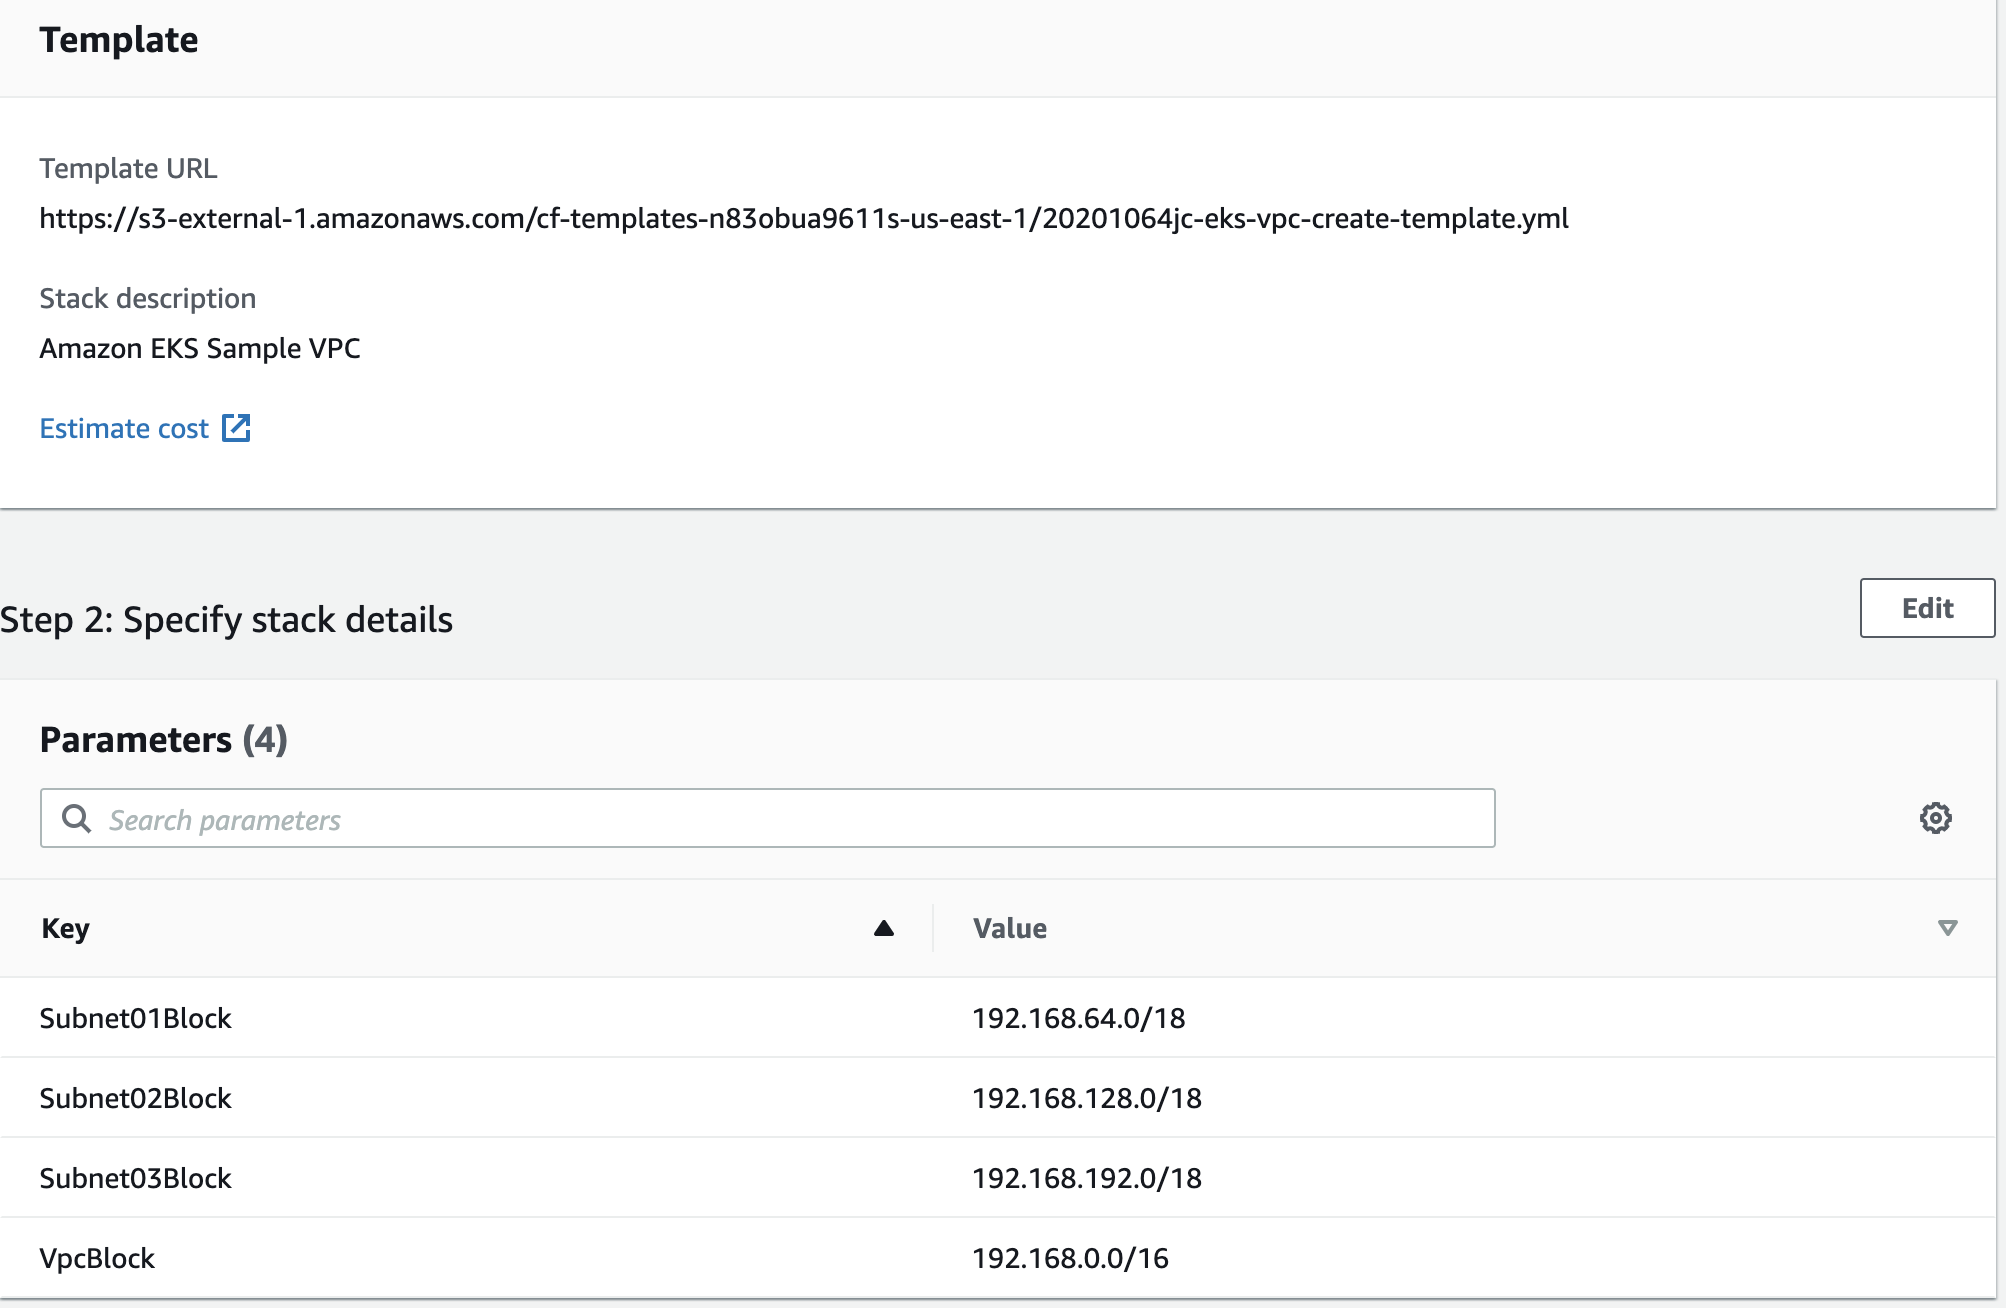 Template
Template URL
https://s3-external-1.amazonaws.com/cf-templates-n83obua9611s-us-east-1/20201064jc-eks-vpc-create-template.yml
Stack description
Amazon EKS Sample VPC
Estimate cost
Step 2: Specify stack details
Edit
Parameters (4)
Search parameters
Key Value
Subnet01Block 192.168.64.0/18
Subnet02Block 192.168.128.0/18
Subnet03Block 192.168.192.0/18
VpcBlock 192.168.0.0/16